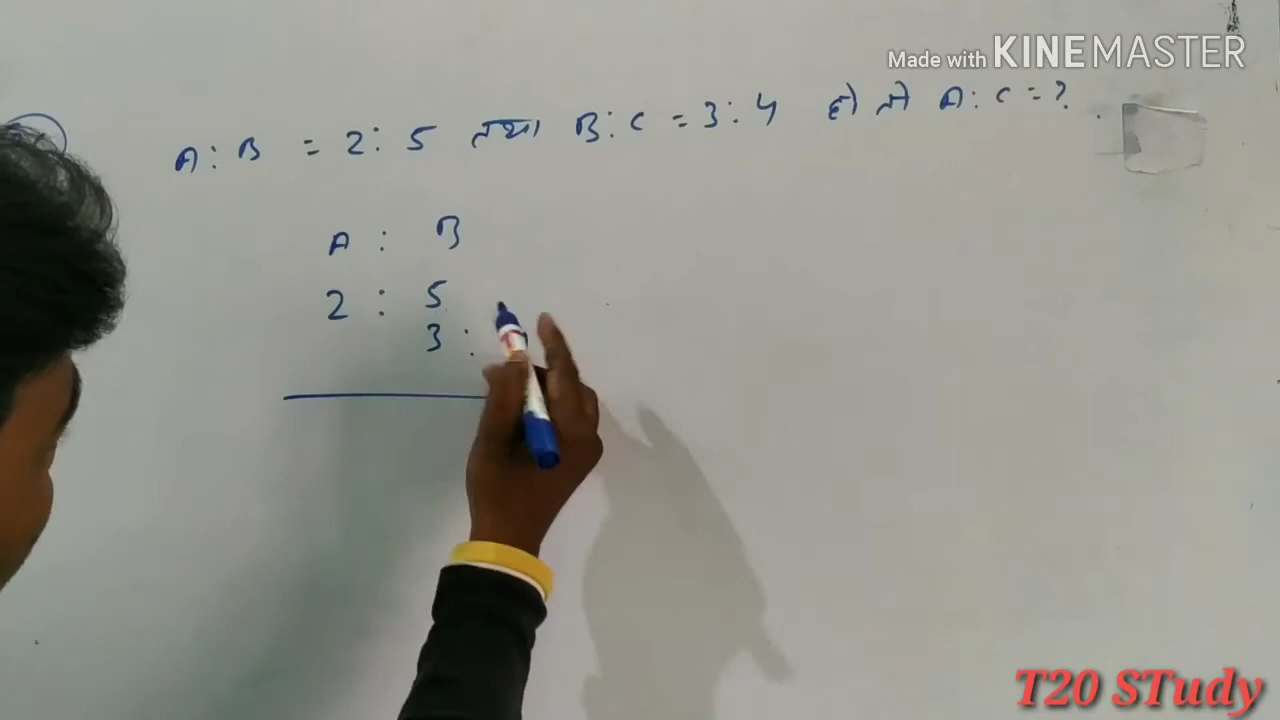 Made with KINEMASTER
A : B = 2 : 5 तथा B : C = 3 : 4 हो तो A : C = ?
A : B
2 : 5
3 :
T20 STudy